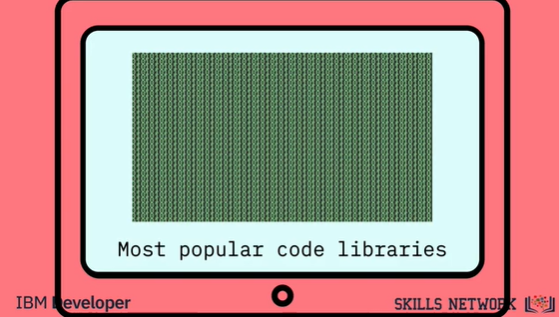 Most popular code libraries
IBM Developer
SKILLS NETWORK